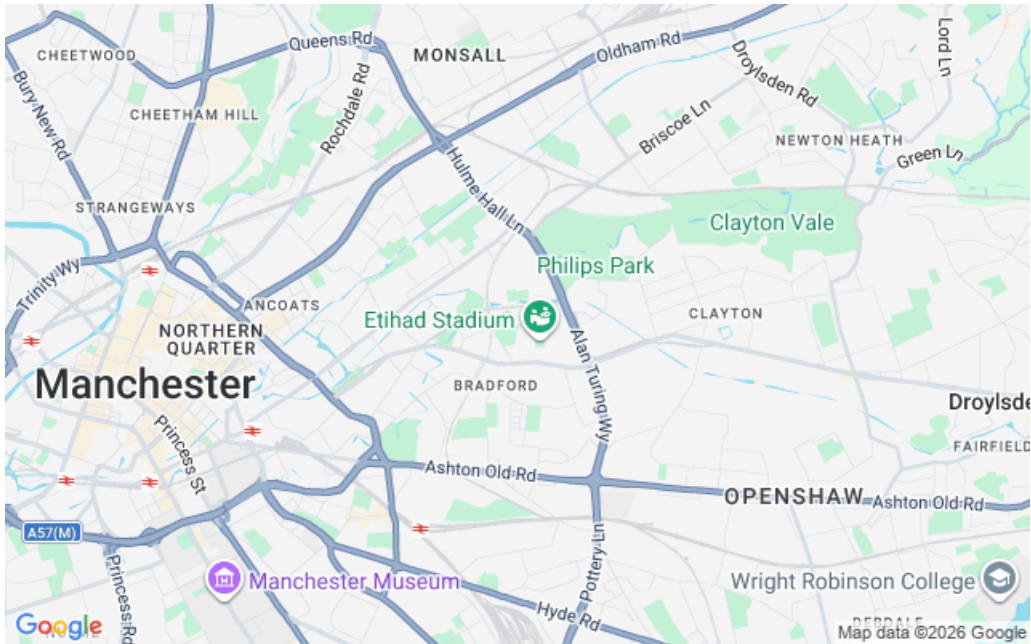 Queens Rd
MONSALL
Oldham Rd
Lord Ln
CHEETWOOD
Droylsden Rd
Bury New Rd
Rochdale Rd
CHEETHAM HILL
Briscoe Ln
NEWTON HEATH
Green Ln
Hulme Hall Ln
STRANGEWAYS
Clayton Vale
Trinity Wy
Philips Park
ANCOATS
Etihad Stadium
CLAYTON
NORTHERN
QUARTER
Alan Turing Wy
Manchester
BRADFORD
Droylsde
Princess St
FAIRFIELD
Ashton Old Rd
OPENSHAW
Ashton Old Rd
A57(M)
Princess Rd
Pottery Ln
Manchester Museum
Wright Robinson College
Hyde Rd
DEBDALE
Google
Map data ©2026 Google